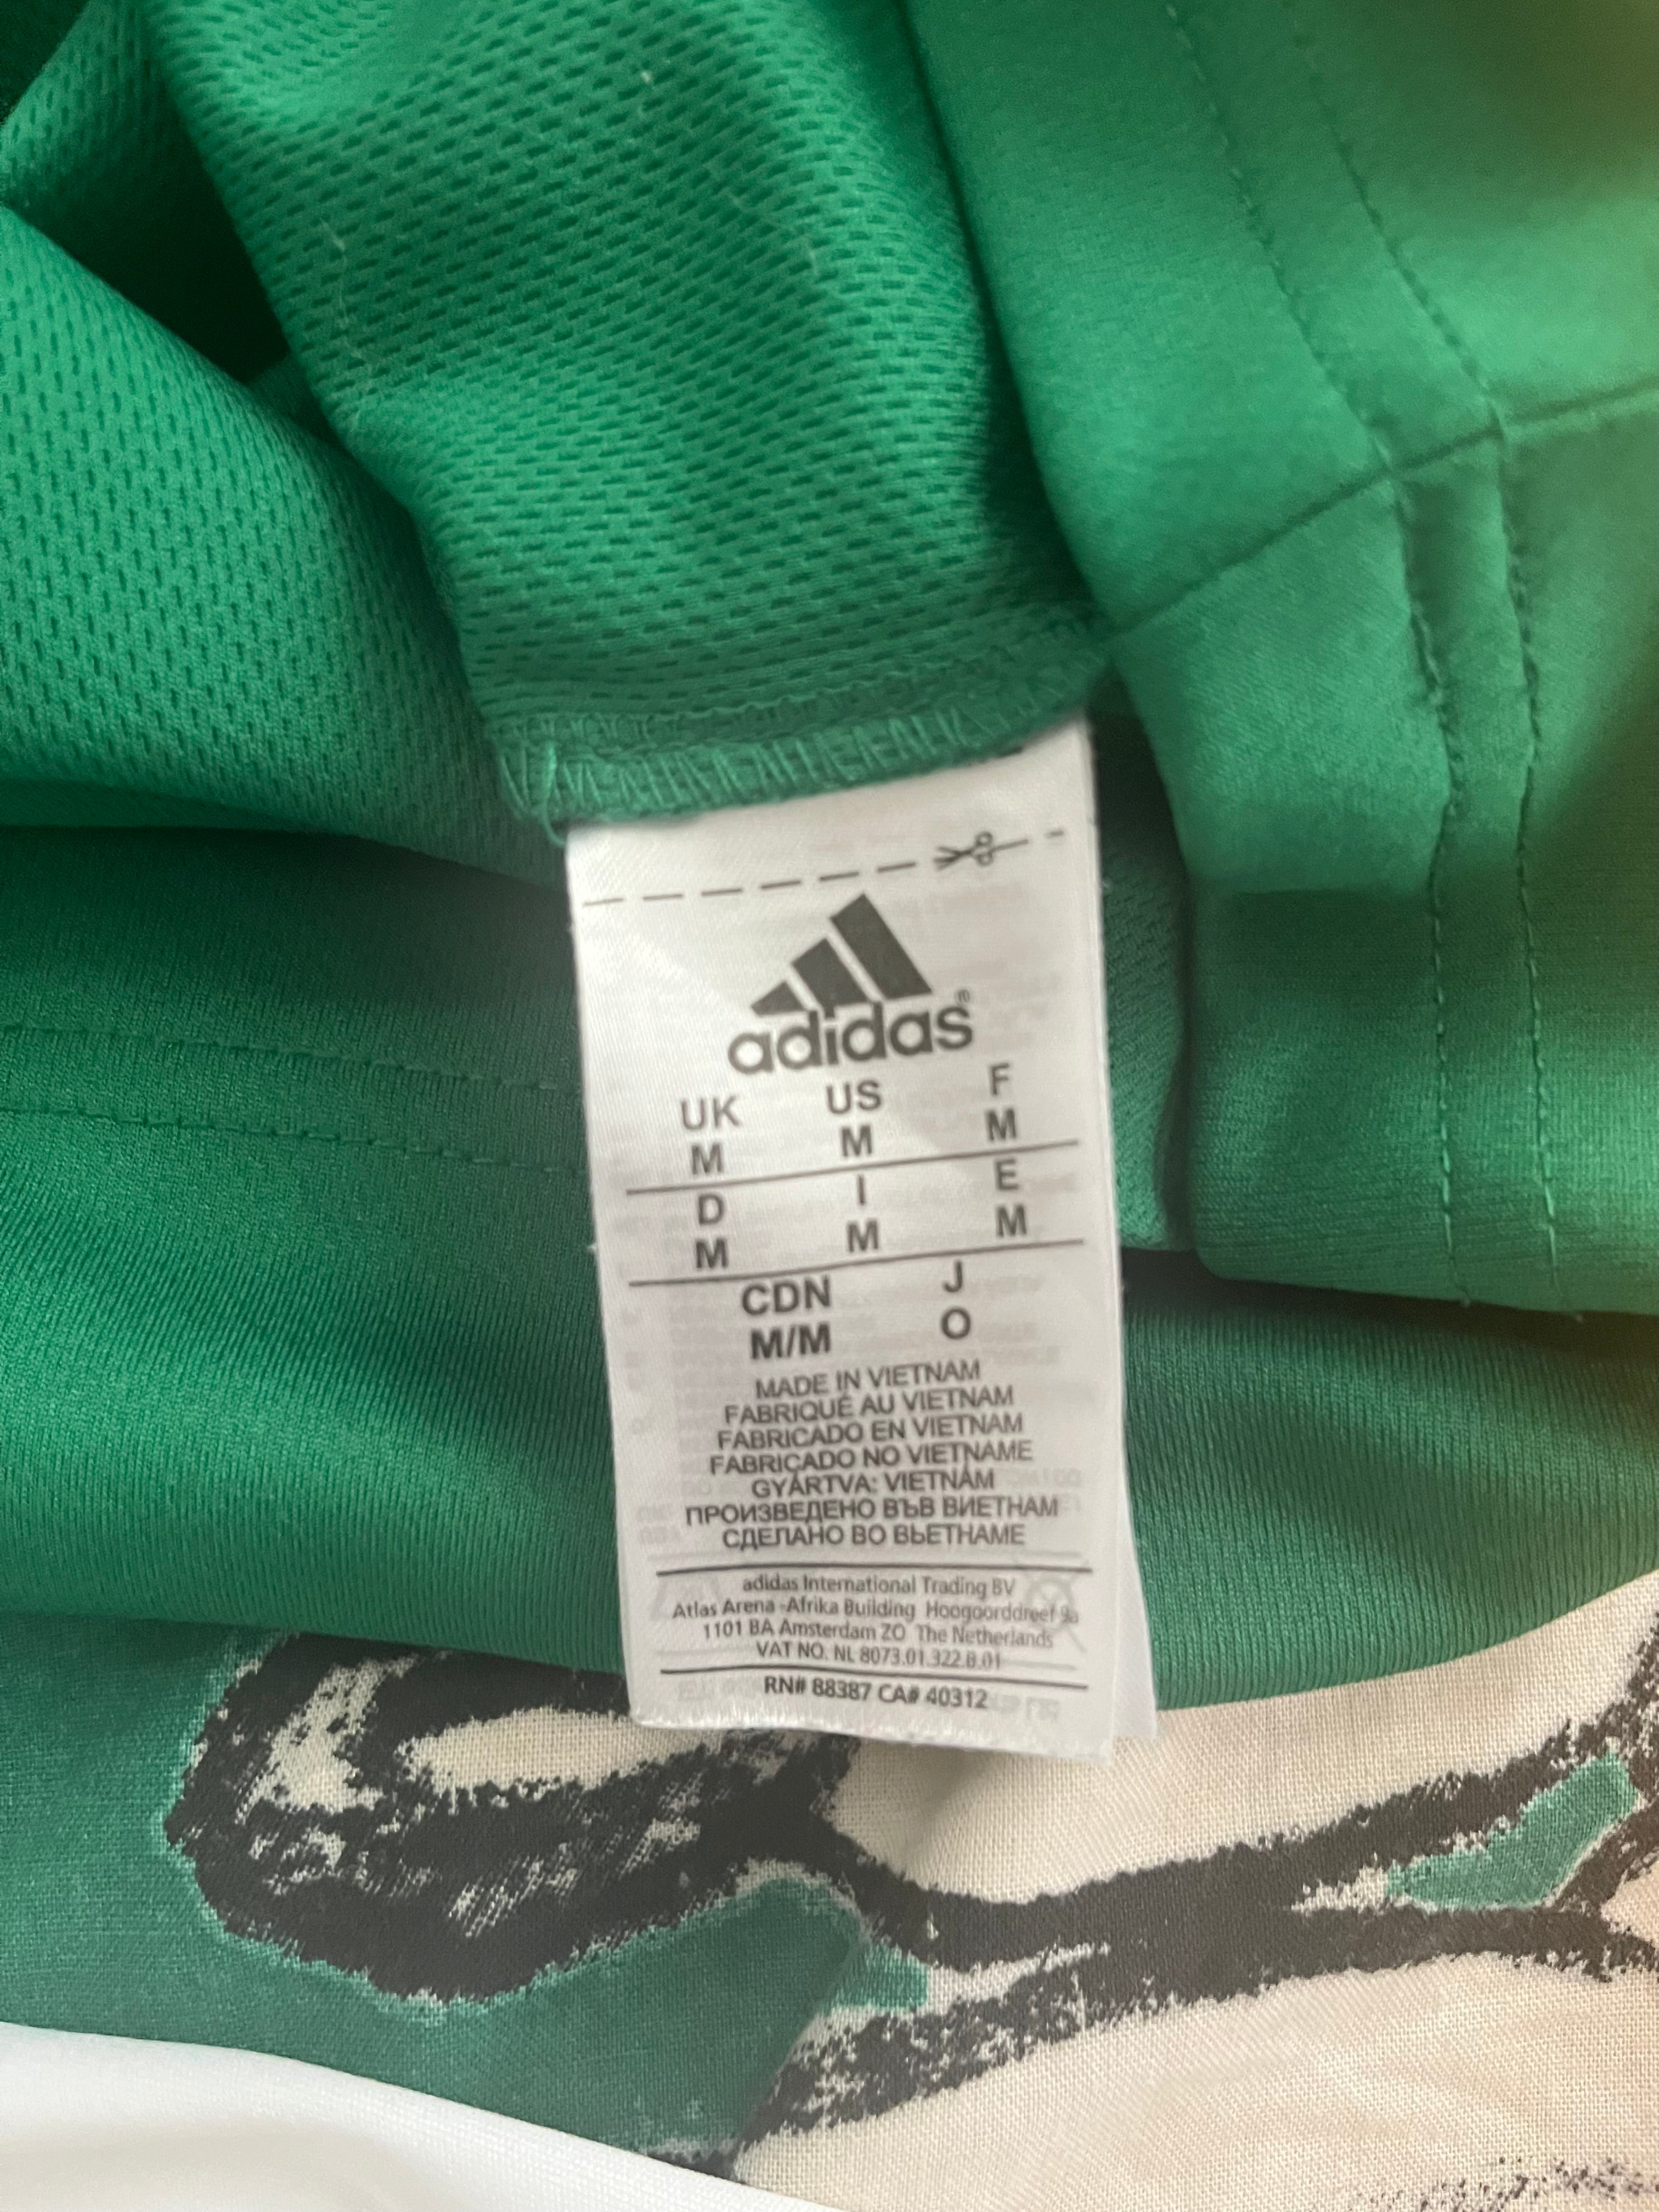 adidas®
UK US F
M M M
D I E
M M M
CDN J
M/M O
MADE IN VIETNAM
FABRIQUÉ AU VIETNAM
FABRICADO EN VIETNAM
FABRICADO NO VIETNAME
GYÁRTVA: VIETNÁM
ПРОИЗВЕДЕНО ВЪВ ВИЕТНАМ
СДЕЛАНО ВО ВЬЕТНАМЕ
adidas International Trading BV
Atlas Arena -Afrika Building Hoogoorddreef 9a
1101 BA Amsterdam ZO The Netherlands
VAT NO. NL 8073.01.322.B.01
RN# 88387 CA# 40312